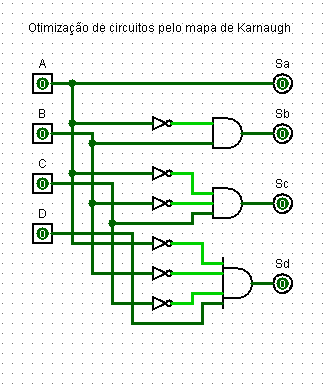 Otimização de circuitos pelo mapa de Karnaugh
A
Sa
0
0
B
Sb
0
0
C
Sc
0
0
D
Sd
0
0